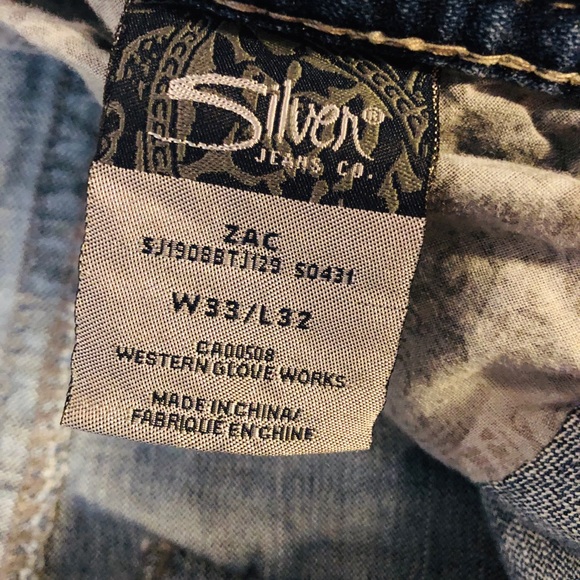 Silver®
JEANS CO.
ZAC
SJ1908BTJ129 S0431
W33/L32
CA00508
WESTERN GLOVE WORKS
MADE IN CHINA/
FABRIQUÉ EN CHINE